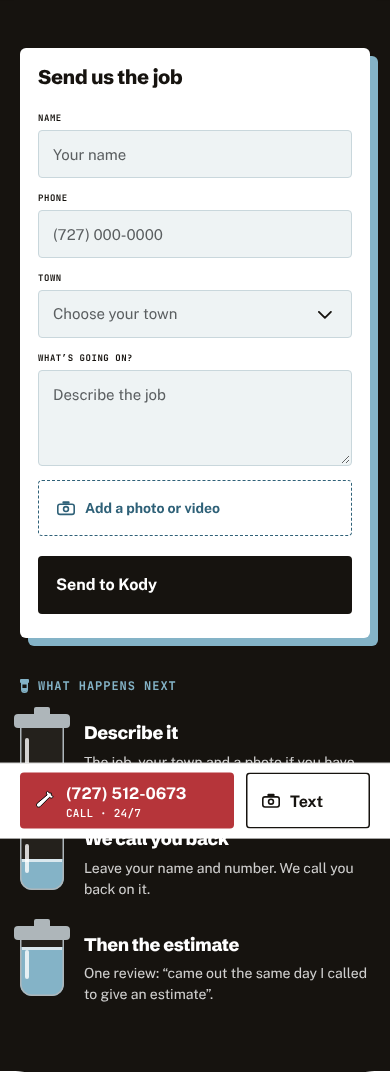 Send us the job
NAME
Your name
PHONE
(727) 000-0000
TOWN
Choose your town
WHAT'S GOING ON?
Describe the job
Add a photo or video
Send to Kody
WHAT HAPPENS NEXT
Describe it
The job, your town and a photo if you have
(727) 512-0673
CALL · 24/7
Text
We call you back
Leave your name and number. We call you
back on it.
Then the estimate
One review: “came out the same day I called
to give an estimate”.